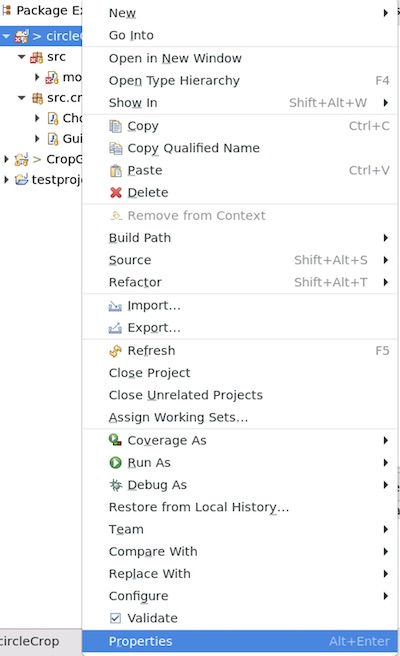 Package Ex
New
> circle
Go Into
src
Open in New Window
mo
Open Type Hierarchy F4
src.cr
Show In Shift+Alt+W
Cho
Copy Ctrl+C
Gui
Copy Qualified Name
> CropG
Paste Ctrl+V
testproj
Delete
Remove from Context
Build Path
Source Shift+Alt+S
Refactor Shift+Alt+T
Import...
Export...
Refresh F5
Close Project
Close Unrelated Projects
Assign Working Sets...
Coverage As
Run As
Debug As
Restore from Local History...
Team
Compare With
Replace With
Configure
Validate
circleCrop
Properties Alt+Enter